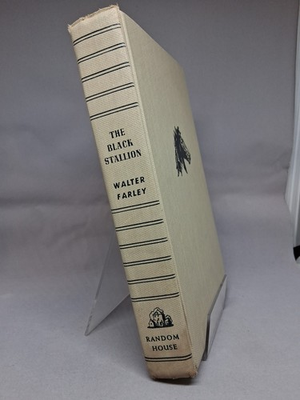 THE
BLACK
STALLION
WALTER
FARLEY
RANDOM
HOUSE